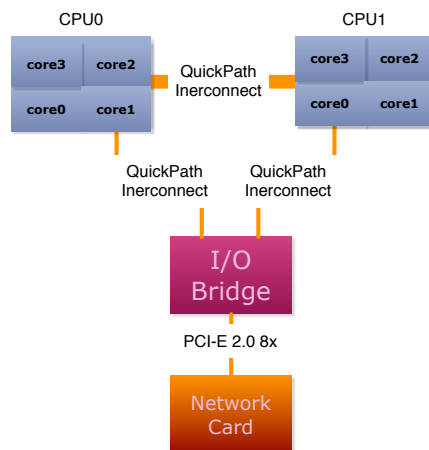 CPU0
CPU1
core3 core2
core0 core1
QuickPath
Inerconnect
core3 core2
core0 core1
QuickPath
Inerconnect
QuickPath
Inerconnect
I/O
Bridge
PCI-E 2.0 8x
Network
Card